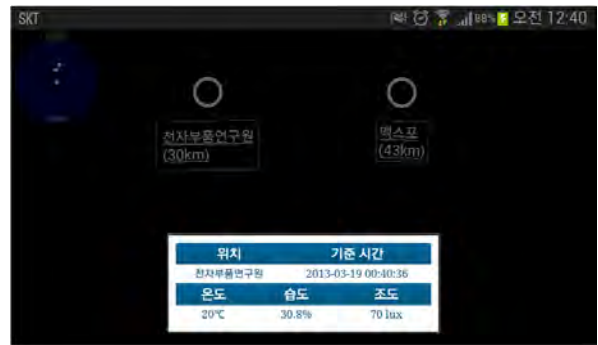 SKT 88% 오전 12:40
전자부품연구원
(30km)
맥스포
(43km)
위치 기준 시간
전자부품연구원 2013-03-19 00:40:36
온도 습도 조도
20℃ 30.8% 70 lux